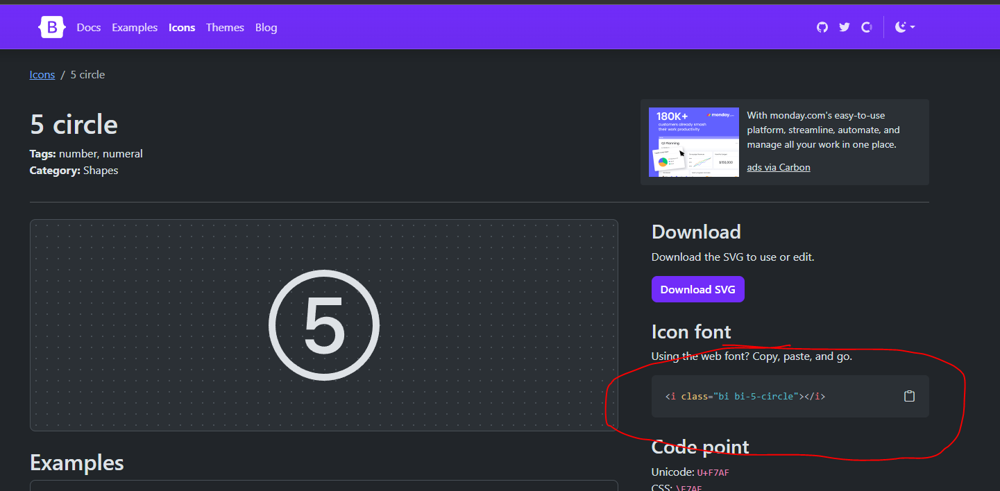 B Docs Examples Icons Themes Blog
Icons / 5 circle
5 circle
Tags: number, numeral
Category: Shapes
180K+
monday.com
customers already smash
their work productivity
Q1 Planning
$150,000
With monday.com's easy-to-use
platform, streamline, automate, and
manage all your work in one place.
ads via Carbon
5
Download
Download the SVG to use or edit.
Download SVG
Icon font
Using the web font? Copy, paste, and go.
<i class="bi bi-5-circle"></i>
Code point
Unicode: U+F7AF
CSS: \F7AF
Examples